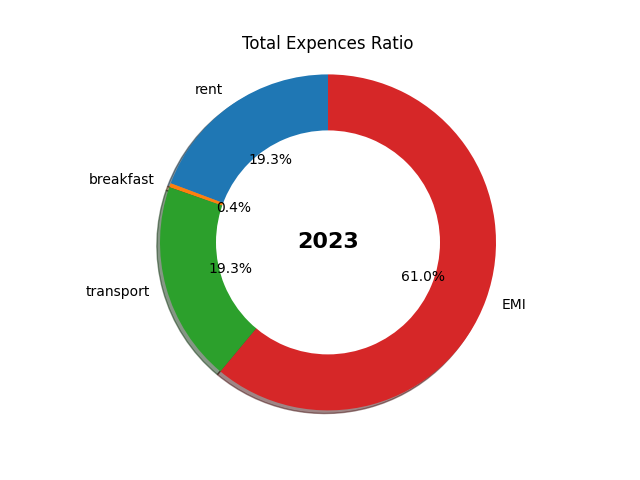 Total Expences Ratio
rent
19.3%
breakfast
0.4%
2023
19.3%
61.0%
transport
EMI